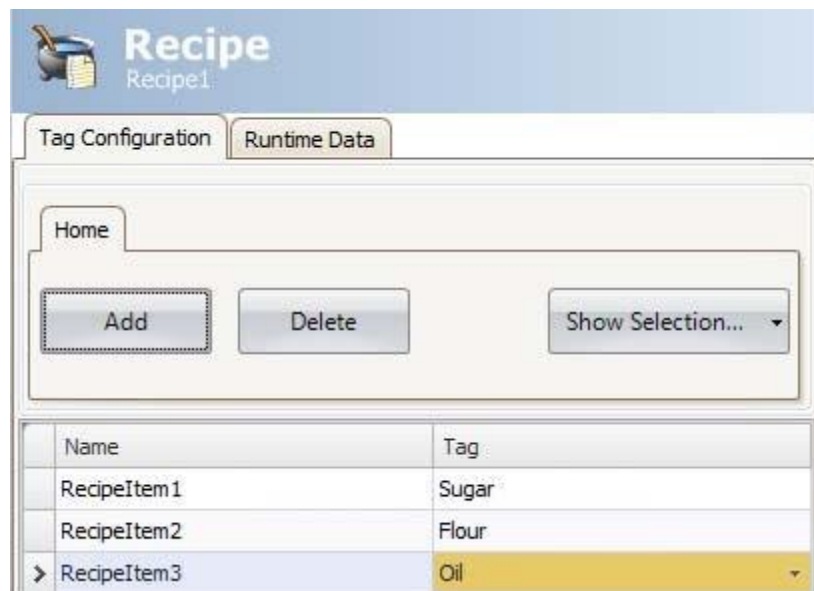 Recipe
Recipe1
Tag Configuration Runtime Data
Home
Add Delete Show Selection...
Name Tag
RecipeItem1 Sugar
RecipeItem2 Flour
RecipeItem3 Oil